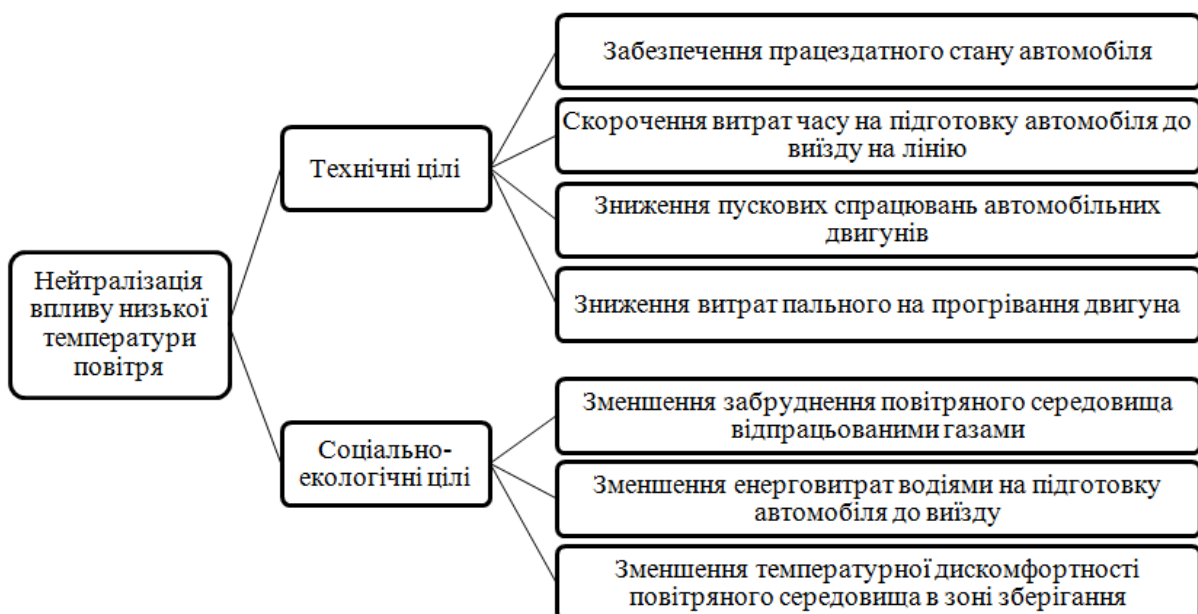 Нейтралізація
впливу низької
температури
повітря
Технічні цілі
Забезпечення працездатного стану автомобіля
Скорочення витрат часу на підготовку автомобіля до
виїзду на лінію
Зниження пускових спрацювань автомобільних
двигунів
Зниження витрат пального на прогрівання двигуна
Соціально-
екологічні цілі
Зменшення забруднення повітряного середовища
відпрацьованими газами
Зменшення енерговитрат водіями на підготовку
автомобіля до виїзду
Зменшення температурної дискомфортності
повітряного середовища в зоні зберігання